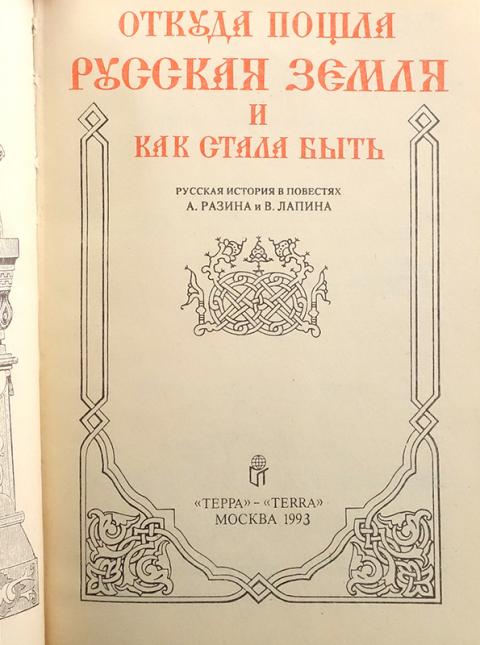 ОТКУДА ПОШЛА
РУССКАЯ ЗЕМЛЯ
И
КАК СТАЛА БЫТЬ
РУССКАЯ ИСТОРИЯ В ПОВЕСТЯХ
А. РАЗИНА и В. ЛАПИНА
«ТЕРРА» – «TERRA»
МОСКВА 1993